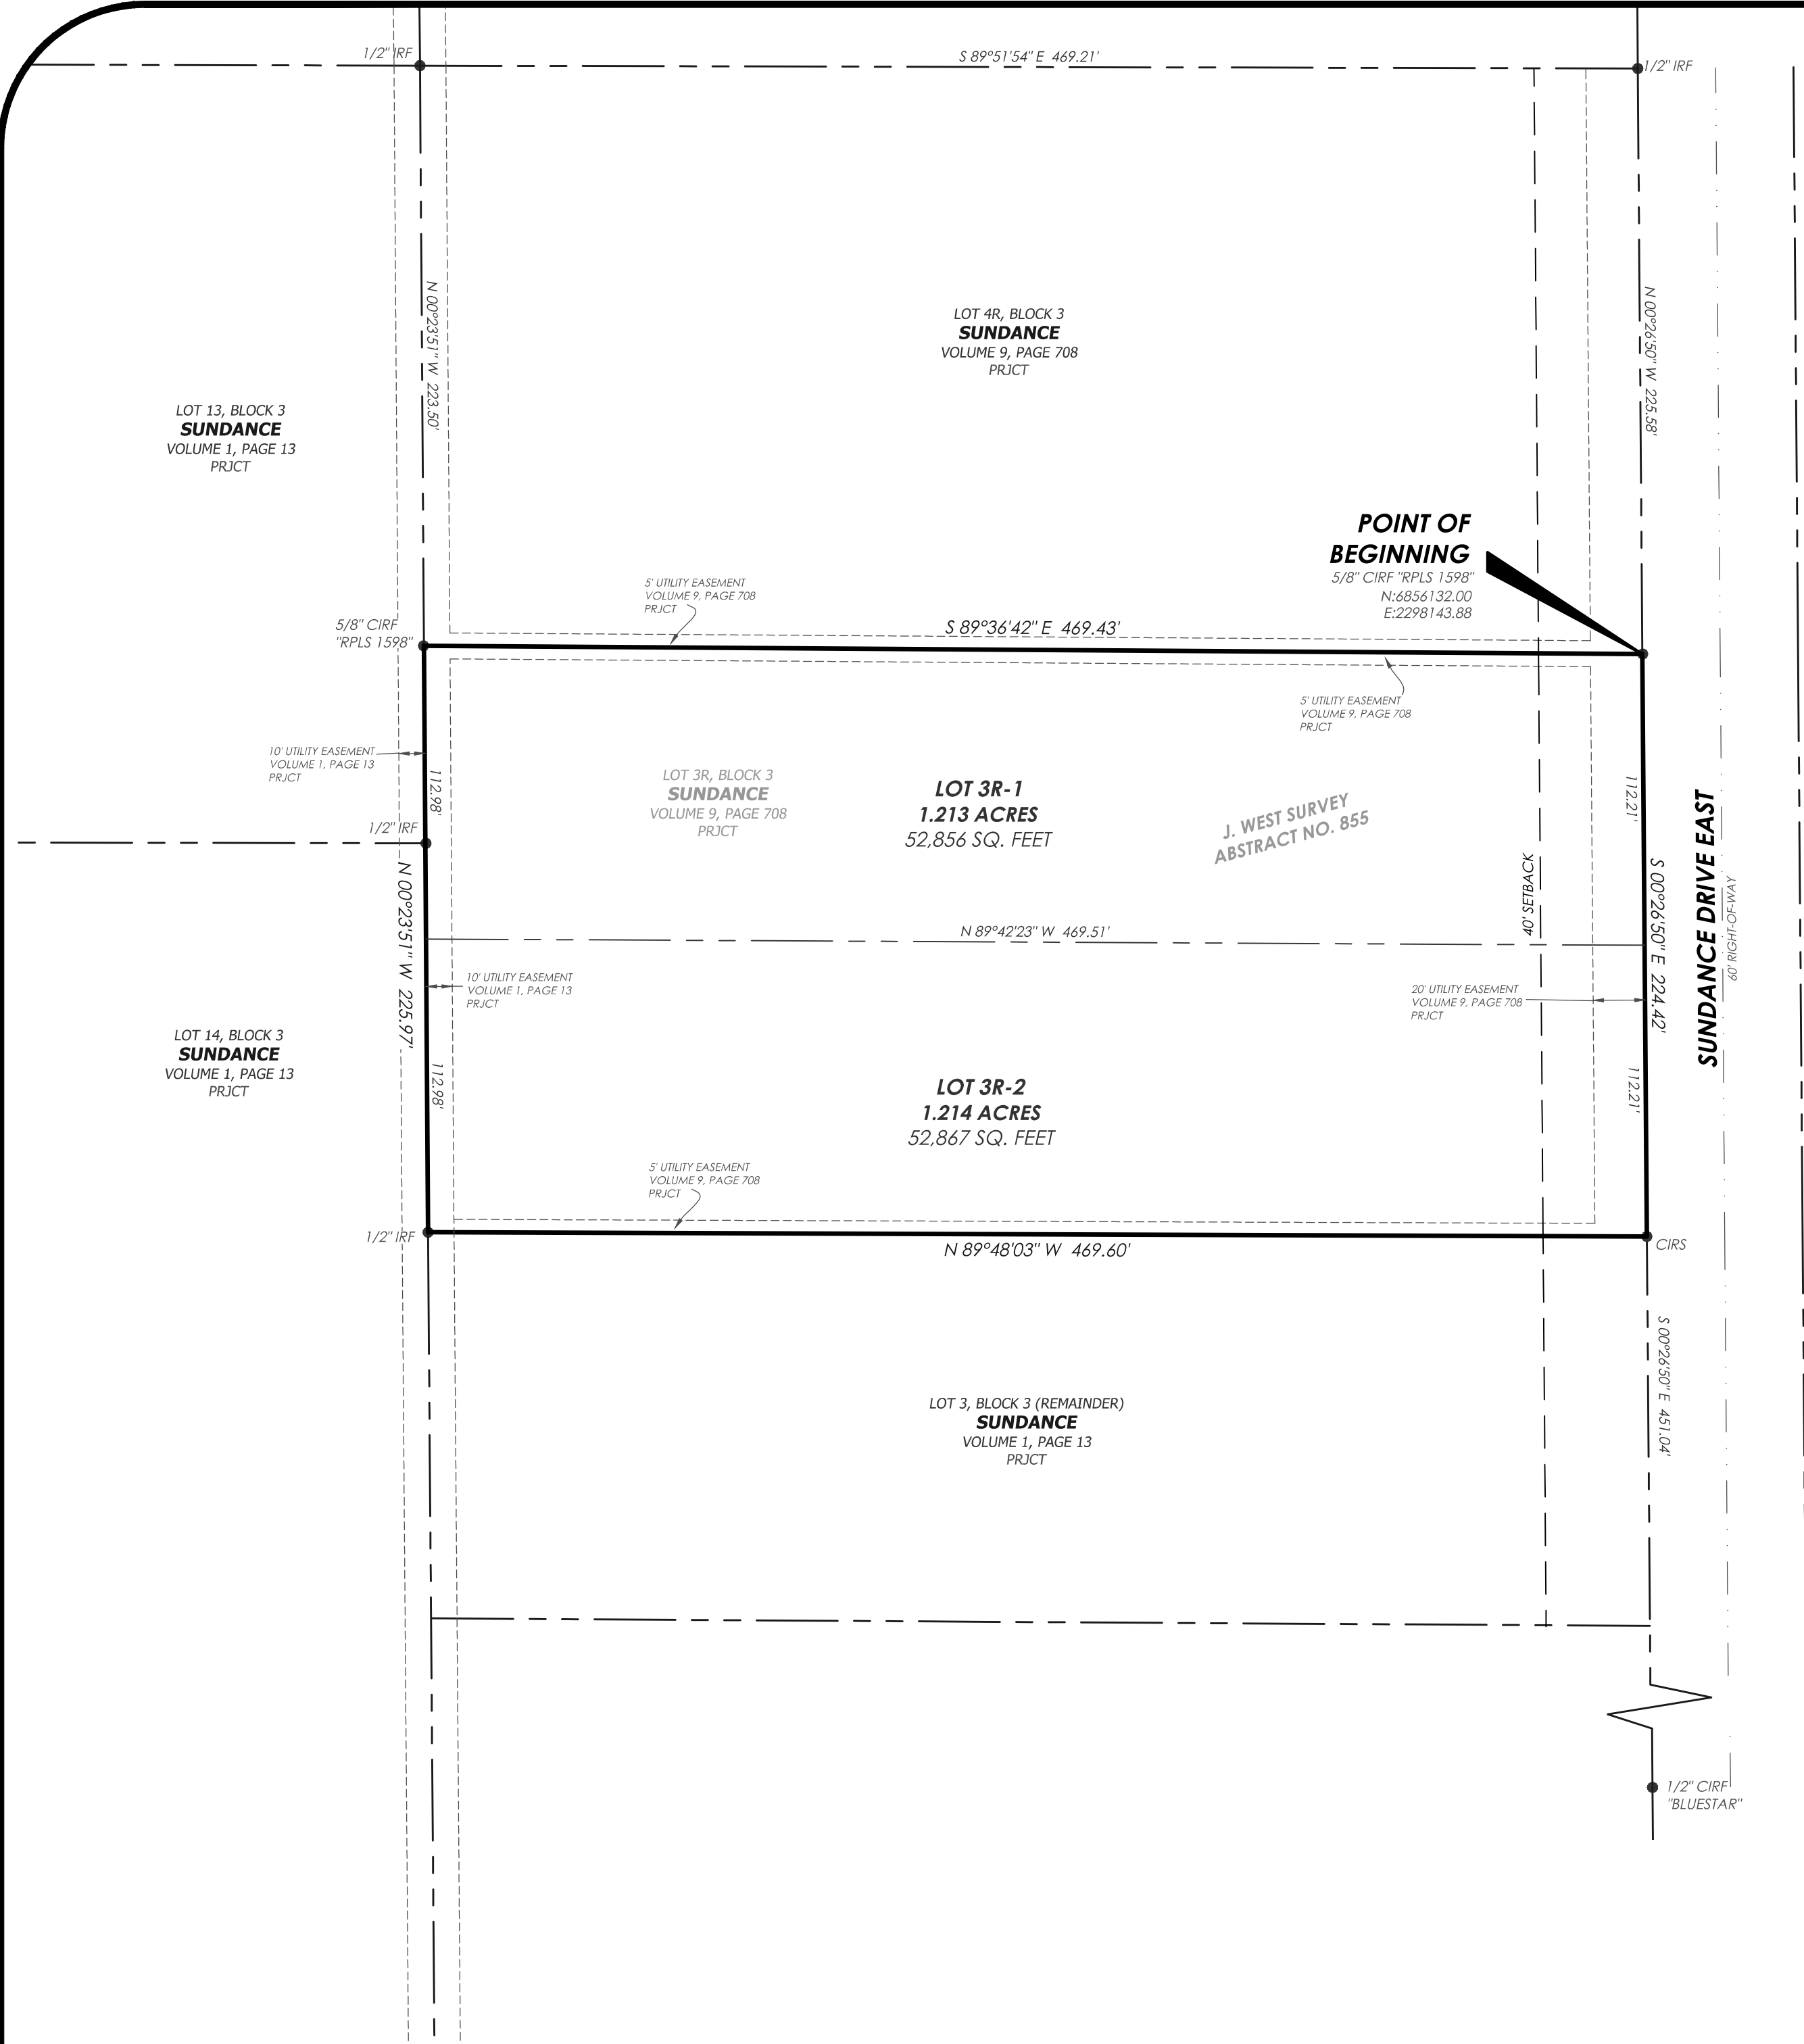 1/2" IRF
S 89°51'54" E 469.21'
1/2" IRF
N 00°23'51" W 223.50'
N 00°26'50" W 225.58'
LOT 4R, BLOCK 3
SUNDANCE
VOLUME 9, PAGE 708
PRJCT
LOT 13, BLOCK 3
SUNDANCE
VOLUME 1, PAGE 13
PRJCT
POINT OF
BEGINNING
5/8" CIRF "RPLS 1598"
N:6856132.00
E:2298143.88
5' UTILITY EASEMENT
VOLUME 9, PAGE 708
PRJCT
5/8" CIRF
"RPLS 1598"
S 89°36'42" E 469.43'
5' UTILITY EASEMENT
VOLUME 9, PAGE 708
PRJCT
10' UTILITY EASEMENT
VOLUME 1, PAGE 13
PRJCT
112.98'
LOT 3R, BLOCK 3
SUNDANCE
VOLUME 9, PAGE 708
PRJCT
LOT 3R-1
1.213 ACRES
52,856 SQ. FEET
J. WEST SURVEY
ABSTRACT NO. 855
112.21'
1/2" IRF
N 00°23'51" W 225.97'
40' SETBACK
S 00°26'50" E 224.42'
SUNDANCE DRIVE EAST
60' RIGHT-OF-WAY
N 89°42'23" W 469.51'
10' UTILITY EASEMENT
VOLUME 1, PAGE 13
PRJCT
20' UTILITY EASEMENT
VOLUME 9, PAGE 708
PRJCT
LOT 14, BLOCK 3
SUNDANCE
VOLUME 1, PAGE 13
PRJCT
112.98'
LOT 3R-2
1.214 ACRES
52,867 SQ. FEET
112.21'
5' UTILITY EASEMENT
VOLUME 9, PAGE 708
PRJCT
1/2" IRF
N 89°48'03" W 469.60'
CIRS
S 00°26'50" E 451.04'
LOT 3, BLOCK 3 (REMAINDER)
SUNDANCE
VOLUME 1, PAGE 13
PRJCT
1/2" CIRF
"BLUESTAR"